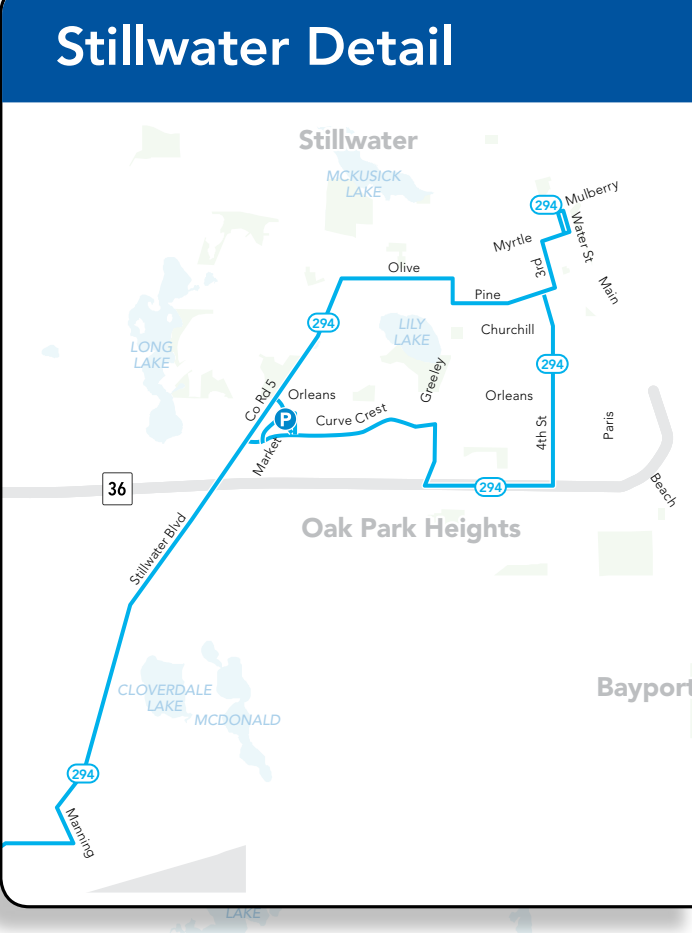 Stillwater Detail
Stillwater
MCKUSICK
LAKE
294
Mulberry
Water St
Myrtle
3rd
Main
Olive
Pine
294
LILY
LAKE
Churchill
LONG
LAKE
294
Greeley
Co Rd 5
Orleans
Orleans
P
Curve Crest
4th St
Paris
Market
36
294
Beach
Oak Park Heights
Stillwater Blvd
CLOVERDALE
LAKE
MCDONALD
Bayport
294
Manning
LAKE